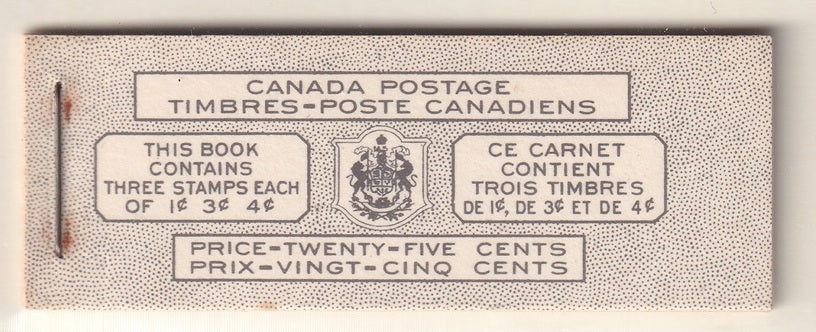 CANADA POSTAGE
TIMBRES-POSTE CANADIENS
THIS BOOK
CONTAINS
THREE STAMPS EACH
OF 1¢ 3¢ 4¢
CE CARNET
CONTIENT
TROIS TIMBRES
DE 1¢, DE 3¢ ET DE 4¢
PRICE-TWENTY-FIVE CENTS
PRIX-VINGT-CINQ CENTS